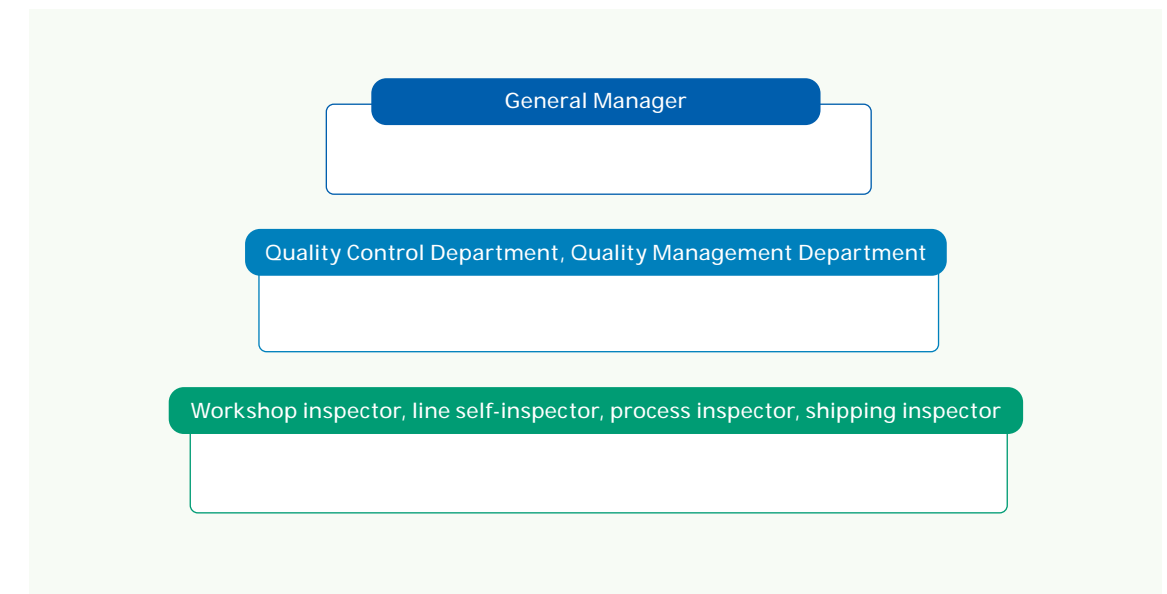 General Manager
Quality Control Department, Quality Management Department
Workshop inspector, line self-inspector, process inspector, shipping inspector